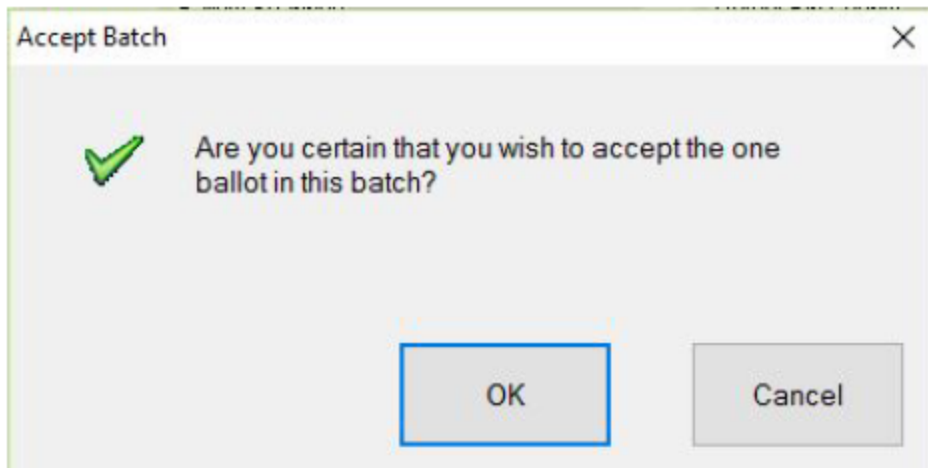 Accept Batch
Are you certain that you wish to accept the one
ballot in this batch?
OK
Cancel